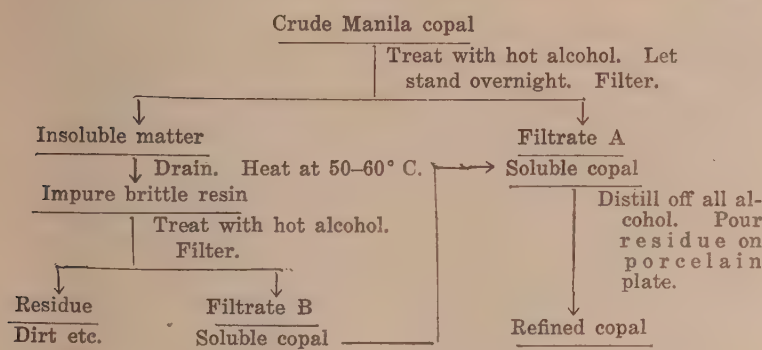 Crude Manila copal
Treat with hot alcohol. Let
stand overnight. Filter.
Insoluble matter
Drain. Heat at 50–60° C.
Impure brittle resin
Treat with hot alcohol.
Filter.
Residue
Dirt etc.
Filtrate B
Soluble copal
Filtrate A
Soluble copal
Distill off all al-
cohol. Pour
residue on
porcelain
plate.
Refined copal